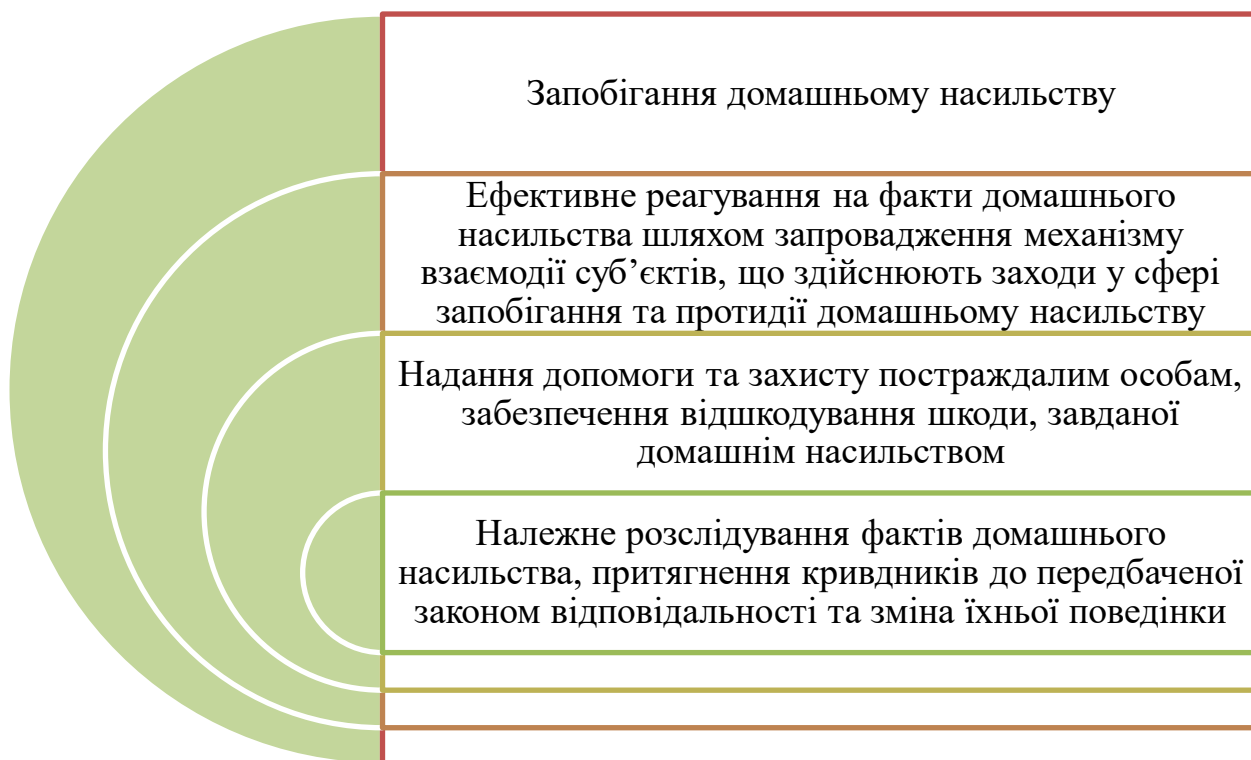 Запобігання домашньому насильству
Ефективне реагування на факти домашнього
насильства шляхом запровадження механізму
взаємодії суб’єктів, що здійснюють заходи у сфері
запобігання та протидії домашньому насильству
Надання допомоги та захисту постраждалим особам,
забезпечення відшкодування шкоди, завданої
домашнім насильством
Належне розслідування фактів домашнього
насильства, притягнення кривдників до передбаченої
законом відповідальності та зміна їхньої поведінки